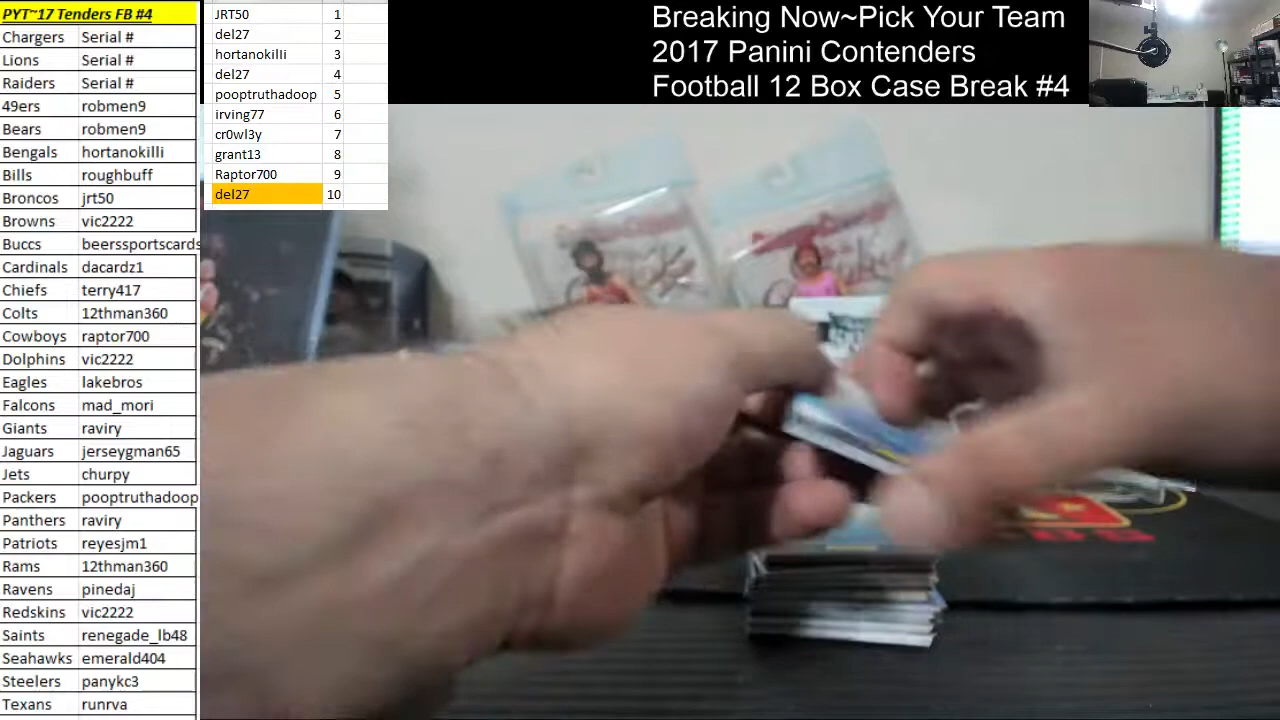 PYT~17 Tenders FB #4
Chargers Serial #
Lions Serial #
Raiders Serial #
49ers robmen9
Bears robmen9
Bengals hortanokilli
Bills roughbuff
Broncos jrt50
Browns vic2222
Buccs beerssportscards
Cardinals dacardz1
Chiefs terry417
Colts 12thman360
Cowboys raptor700
Dolphins vic2222
Eagles lakebros
Falcons mad_mori
Giants raviry
Jaguars jerseygman65
Jets churpy
Packers pooptruthadoop
Panthers raviry
Patriots reyesjm1
Rams 12thman360
Ravens pinedaj
Redskins vic2222
Saints renegade_lb48
Seahawks emerald404
Steelers panykc3
Texans runrva
JRT50 1
del27 2
hortanokilli 3
del27 4
pooptruthadoop 5
irving77 6
cr0wl3y 7
grant13 8
Raptor700 9
del27 10
Breaking Now~Pick Your Team
2017 Panini Contenders
Football 12 Box Case Break #4